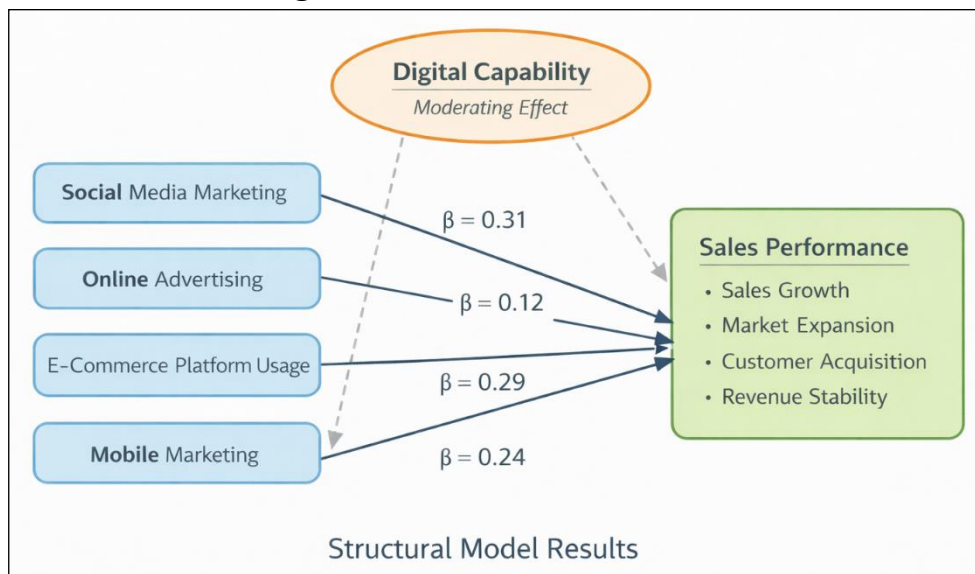 Digital Capability
Moderating Effect
Social Media Marketing
β = 0.31
Online Advertising
β = 0.12
E-Commerce Platform Usage
β = 0.29
Mobile Marketing
β = 0.24
Sales Performance
• Sales Growth
• Market Expansion
• Customer Acquisition
• Revenue Stability
Structural Model Results